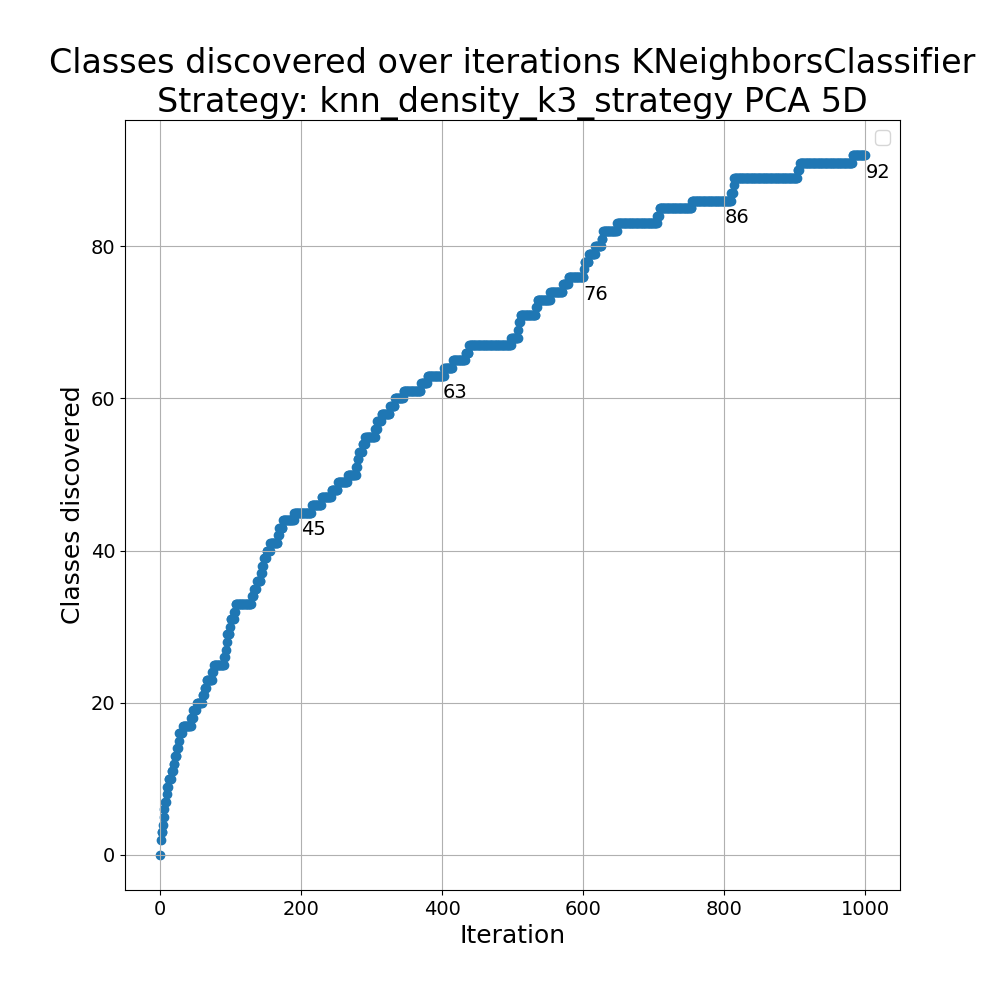 Classes discovered over iterations KNeighborsClassifier
Strategy: knn_density_k3_strategy PCA 5D
92
86
80
76
63
60
Classes discovered
45
40
20
0
0 200 400 600 800 1000
Iteration